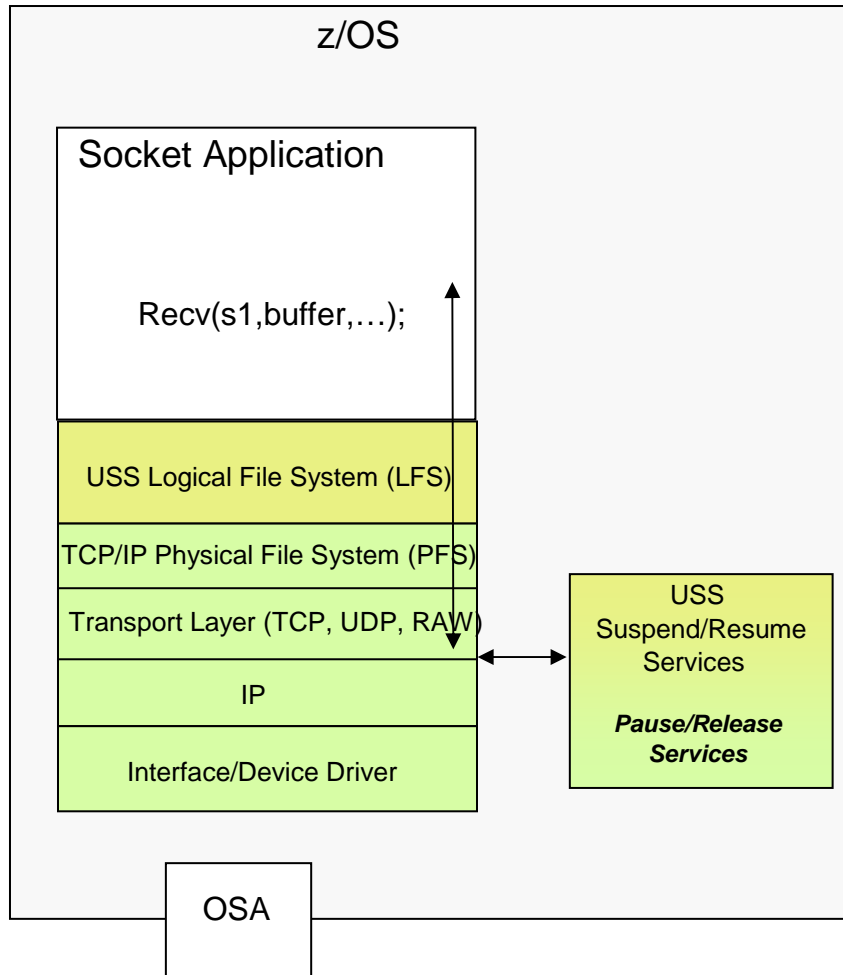 z/OS
Socket Application
Recv(s1,buffer,…);
USS Logical File System (LFS)
TCP/IP Physical File System (PFS)
Transport Layer (TCP, UDP, RAW)
IP
Interface/Device Driver
USS
Suspend/Resume
Services
Pause/Release
Services
OSA